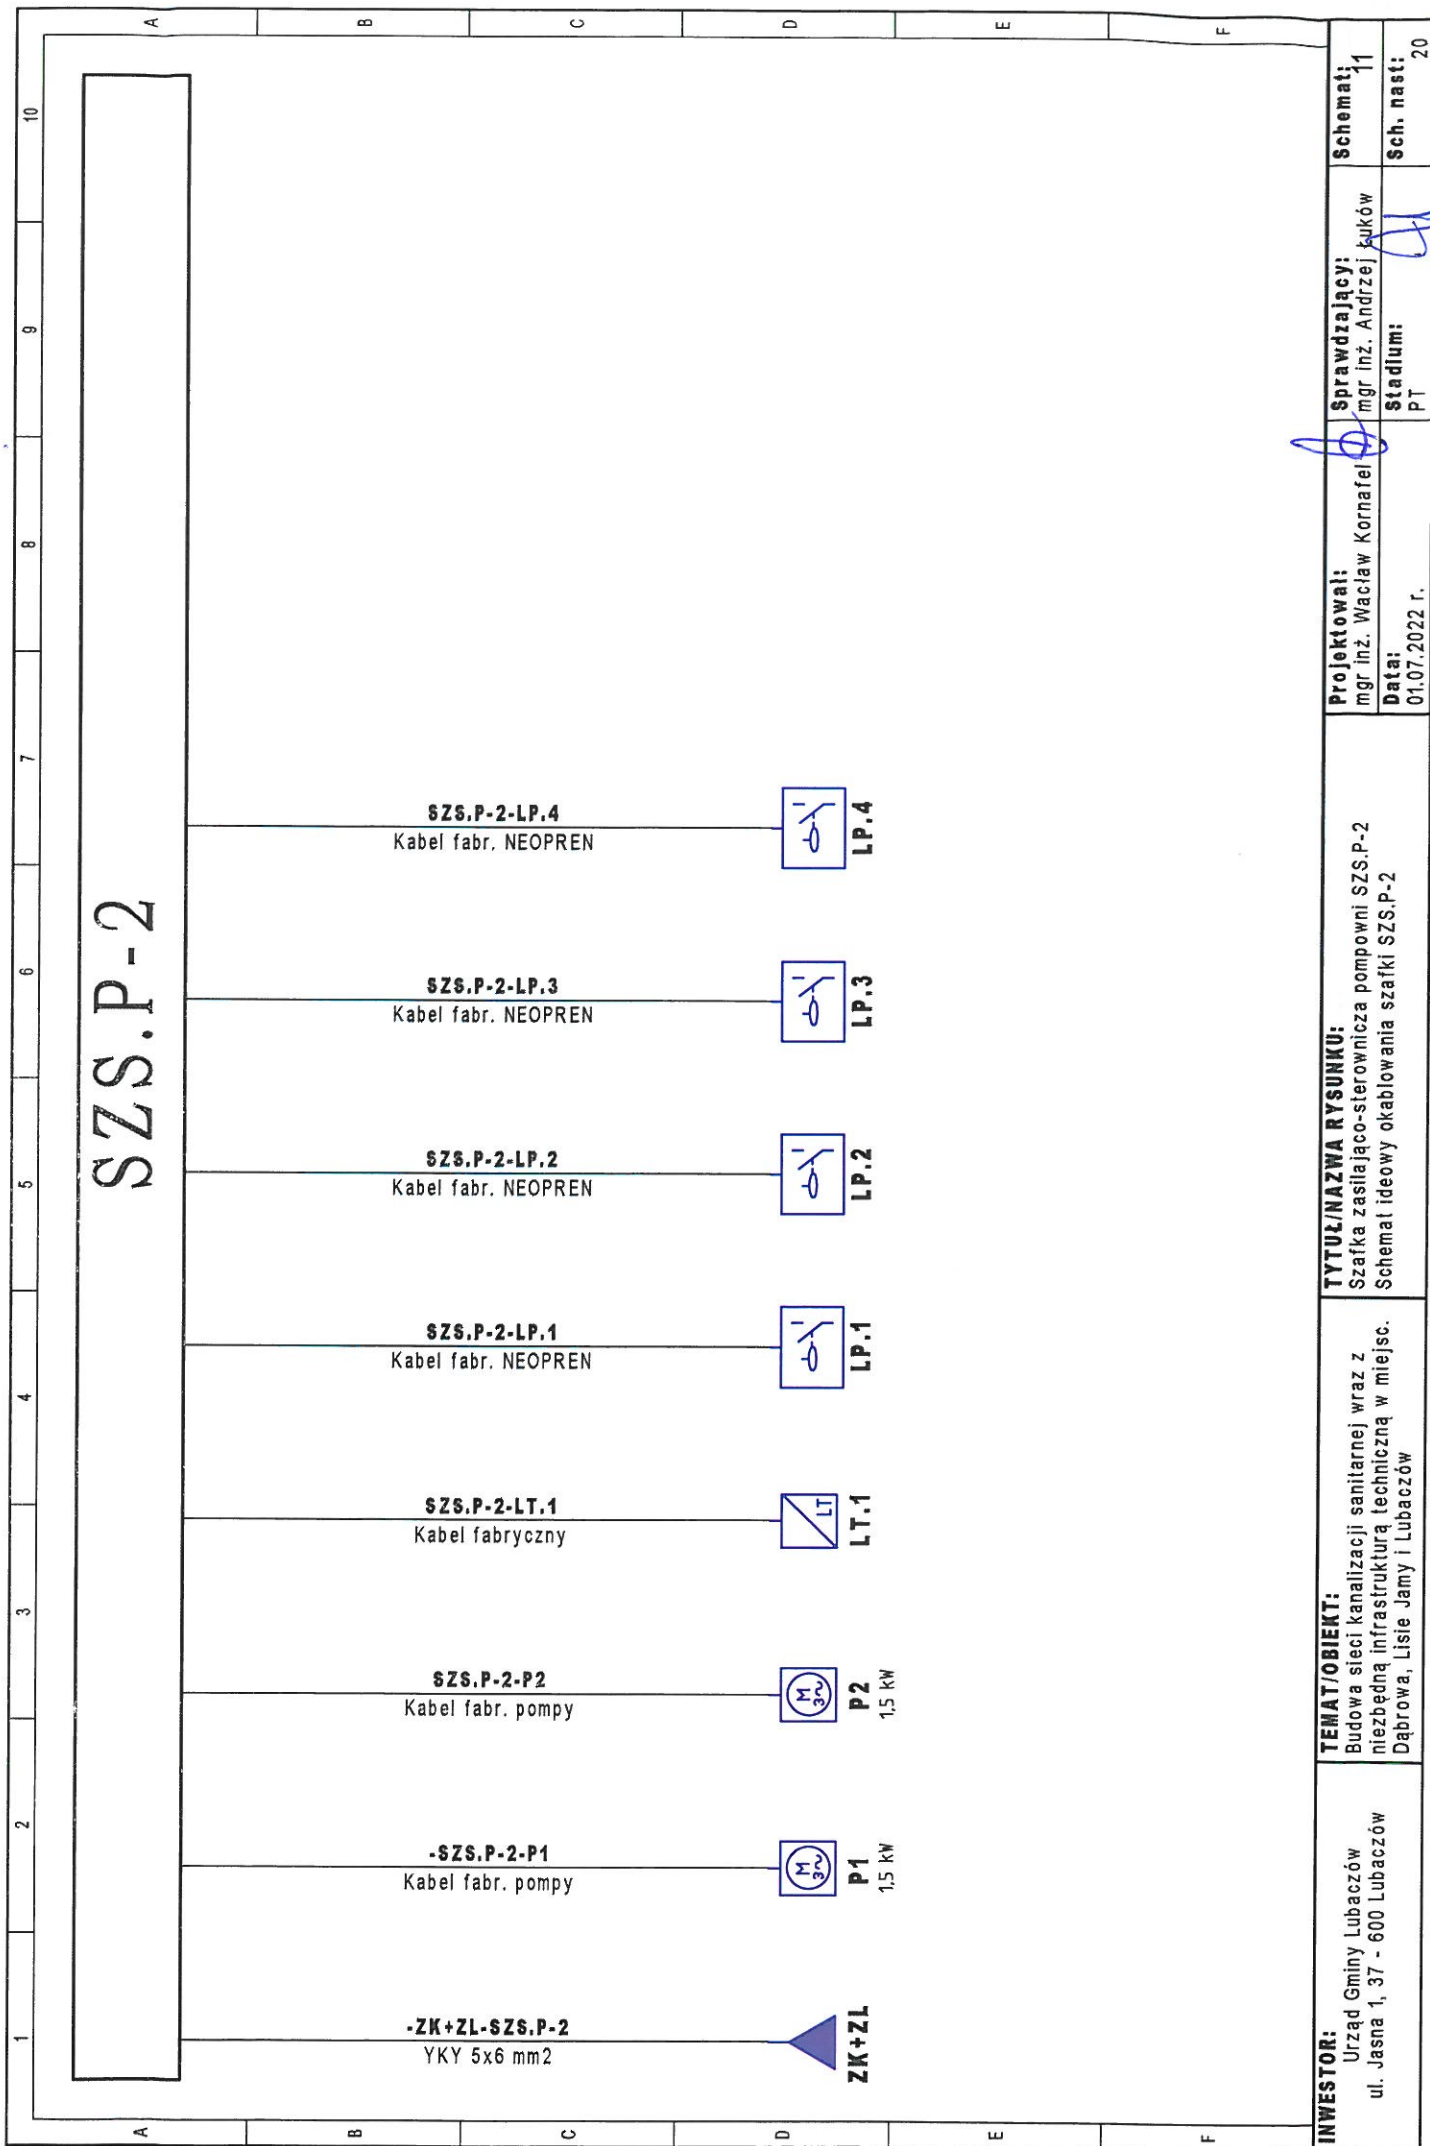 1 2 3 4 5 6 7 8 9 10
A
B
C
D
E
F
A
B
C
D
E
F
SZS.P-2
-ZK+ZL-SZS.P-2
YKY 5x6 mm2
ZK+ZL
-SZS.P-2-P1
Kabel fabr. pompy
M
3~
P1
1,5 kW
SZS.P-2-P2
Kabel fabr. pompy
M
3~
P2
1,5 kW
SZS.P-2-LT.1
Kabel fabryczny
LT
LT.1
SZS.P-2-LP.1
Kabel fabr. NEOPREN
LP.1
SZS.P-2-LP.2
Kabel fabr. NEOPREN
LP.2
SZS.P-2-LP.3
Kabel fabr. NEOPREN
LP.3
SZS.P-2-LP.4
Kabel fabr. NEOPREN
LP.4
INWESTOR:
Urząd Gminy Lubaczów
ul. Jasna 1, 37 - 600 Lubaczów
TEMAT/OBIEKT:
Budowa sieci kanalizacji sanitarnej wraz z
niezbędną infrastrukturą techniczną w miejsc.
Dąbrowa, Lisie Jamy i Lubaczów
TYTUŁ/NAZWA RYSUNKU:
Szafka zasilająco-sterownicza pompowni SZS.P-2
Schemat ideowy okablowania szafki SZS.P-2
Projektował:
mgr inż. Wacław Kornafel
Data:
01.07.2022 r.
Sprawdzający:
mgr inż. Andrzej Łuków
Stadium:
PT
Schemat:
11
Sch. nast:
20